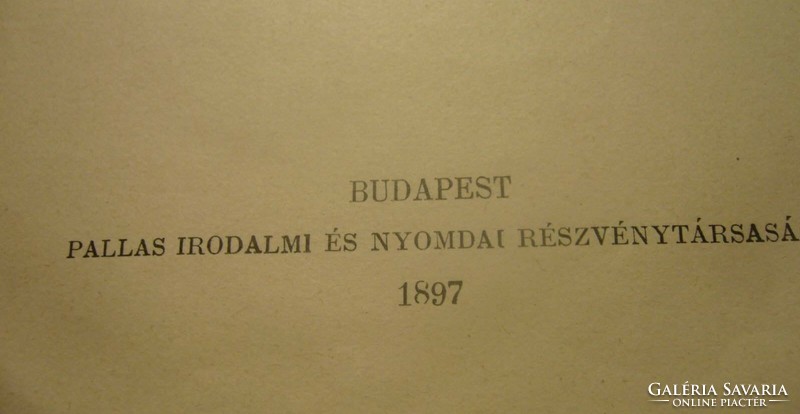 BUDAPEST
PALLAS IRODALMI ÉS NYOMDAI RÉSZVÉNYTÁRSASÁ
1897
GALÉRIA SAVARIA
ONLINE PIACTÉR